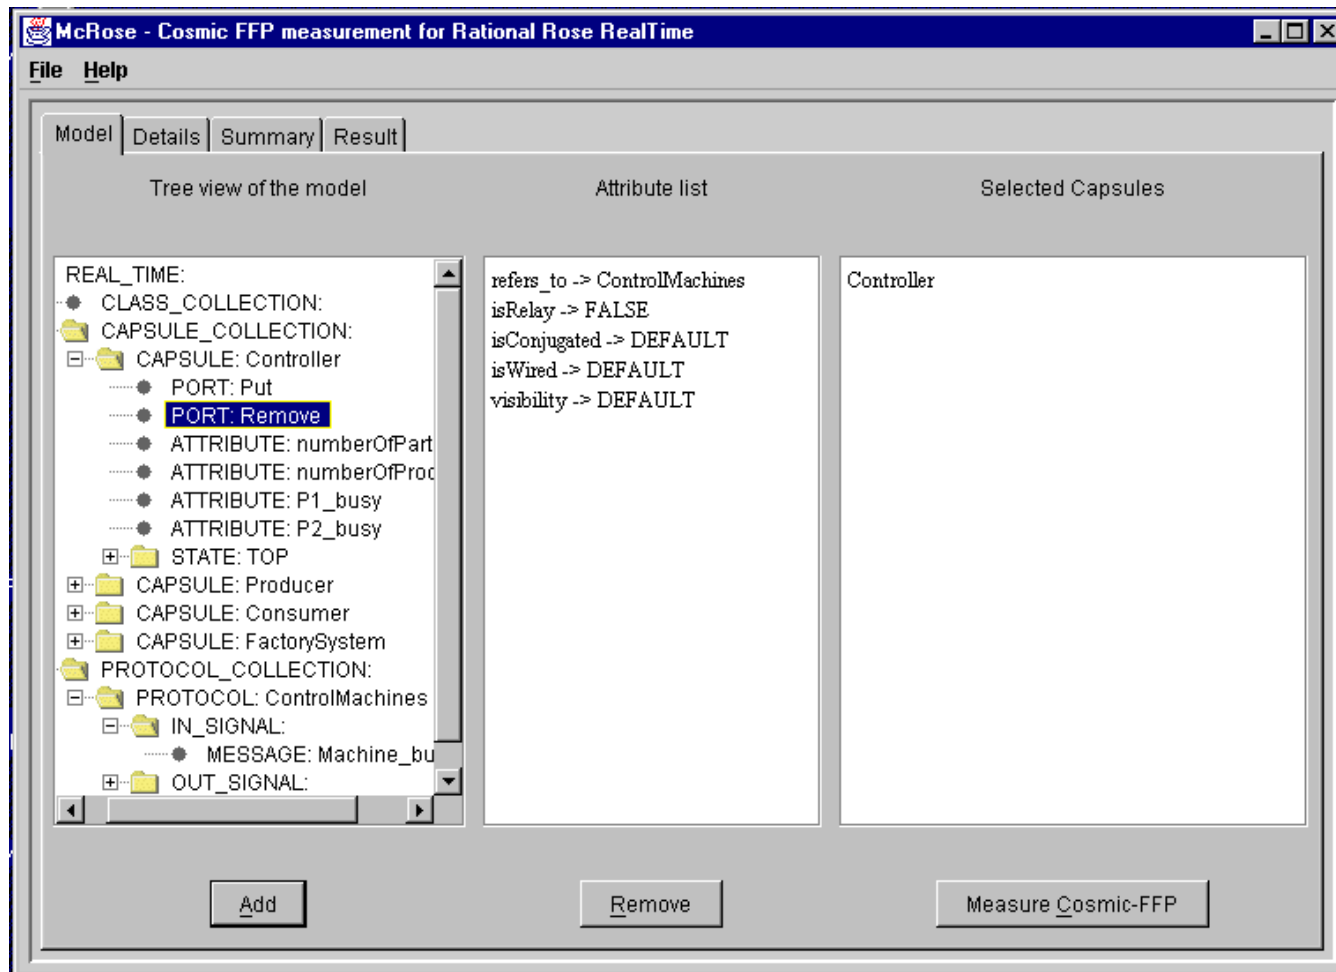 McRose - Cosmic FFP measurement for Rational Rose RealTime
File Help
Model Details Summary Result
Tree view of the model
Attribute list
Selected Capsules
REAL_TIME:
CLASS_COLLECTION:
CAPSULE_COLLECTION:
CAPSULE: Controller
PORT: Put
PORT: Remove
ATTRIBUTE: numberOfPart
ATTRIBUTE: numberOfProd
ATTRIBUTE: P1_busy
ATTRIBUTE: P2_busy
STATE: TOP
CAPSULE: Producer
CAPSULE: Consumer
CAPSULE: FactorySystem
PROTOCOL_COLLECTION:
PROTOCOL: ControlMachines
IN_SIGNAL:
MESSAGE: Machine_bu
OUT_SIGNAL:
refers_to -> ControlMachines
isRelay -> FALSE
isConjugated -> DEFAULT
isWired -> DEFAULT
visibility -> DEFAULT
Controller
Add
Remove
Measure Cosmic-FFP